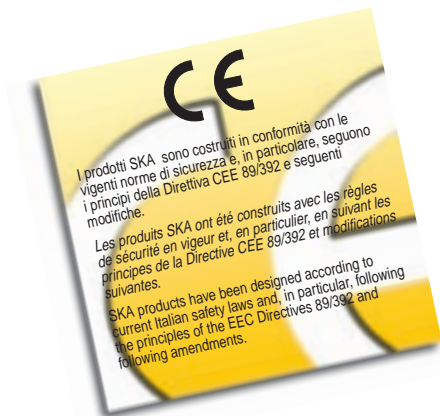 CE
I prodotti SKA sono costruiti in conformità con le
vigenti norme di sicurezza e, in particolare, seguono
i principi della Direttiva CEE 89/392 e seguenti
modifiche.
Les produits SKA ont été construits avec les règles
de sécurité en vigeur et, en particulier, en suivant les
principes de la Directive CEE 89/392 et modifications
suivantes.
SKA products have been designed according to
current Italian safety laws and, in particular, following
the principles of the EEC Directives 89/392 and
following amendments.